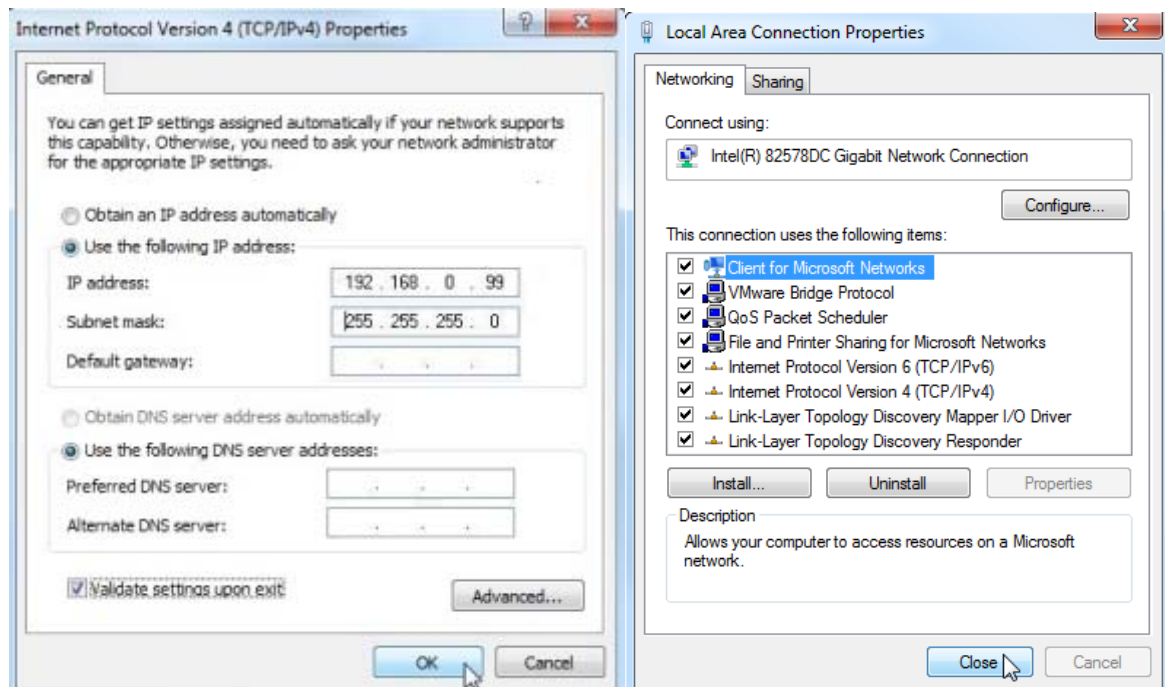 Internet Protocol Version 4 (TCP/IPv4) Properties
General
You can get IP settings assigned automatically if your network supports
this capability. Otherwise, you need to ask your network administrator
for the appropriate IP settings.
Obtain an IP address automatically
Use the following IP address:
IP address: 192 . 168 . 0 . 99
Subnet mask: 255 . 255 . 255 . 0
Default gateway: . . .
Obtain DNS server address automatically
Use the following DNS server addresses:
Preferred DNS server: . . .
Alternate DNS server: . . .
Validate settings upon exit
Advanced...
OK Cancel
Local Area Connection Properties
Networking Sharing
Connect using:
Intel(R) 82578DC Gigabit Network Connection
Configure...
This connection uses the following items:
Client for Microsoft Networks
VMware Bridge Protocol
QoS Packet Scheduler
File and Printer Sharing for Microsoft Networks
Internet Protocol Version 6 (TCP/IPv6)
Internet Protocol Version 4 (TCP/IPv4)
Link-Layer Topology Discovery Mapper I/O Driver
Link-Layer Topology Discovery Responder
Install... Uninstall Properties
Description
Allows your computer to access resources on a Microsoft
network.
Close Cancel